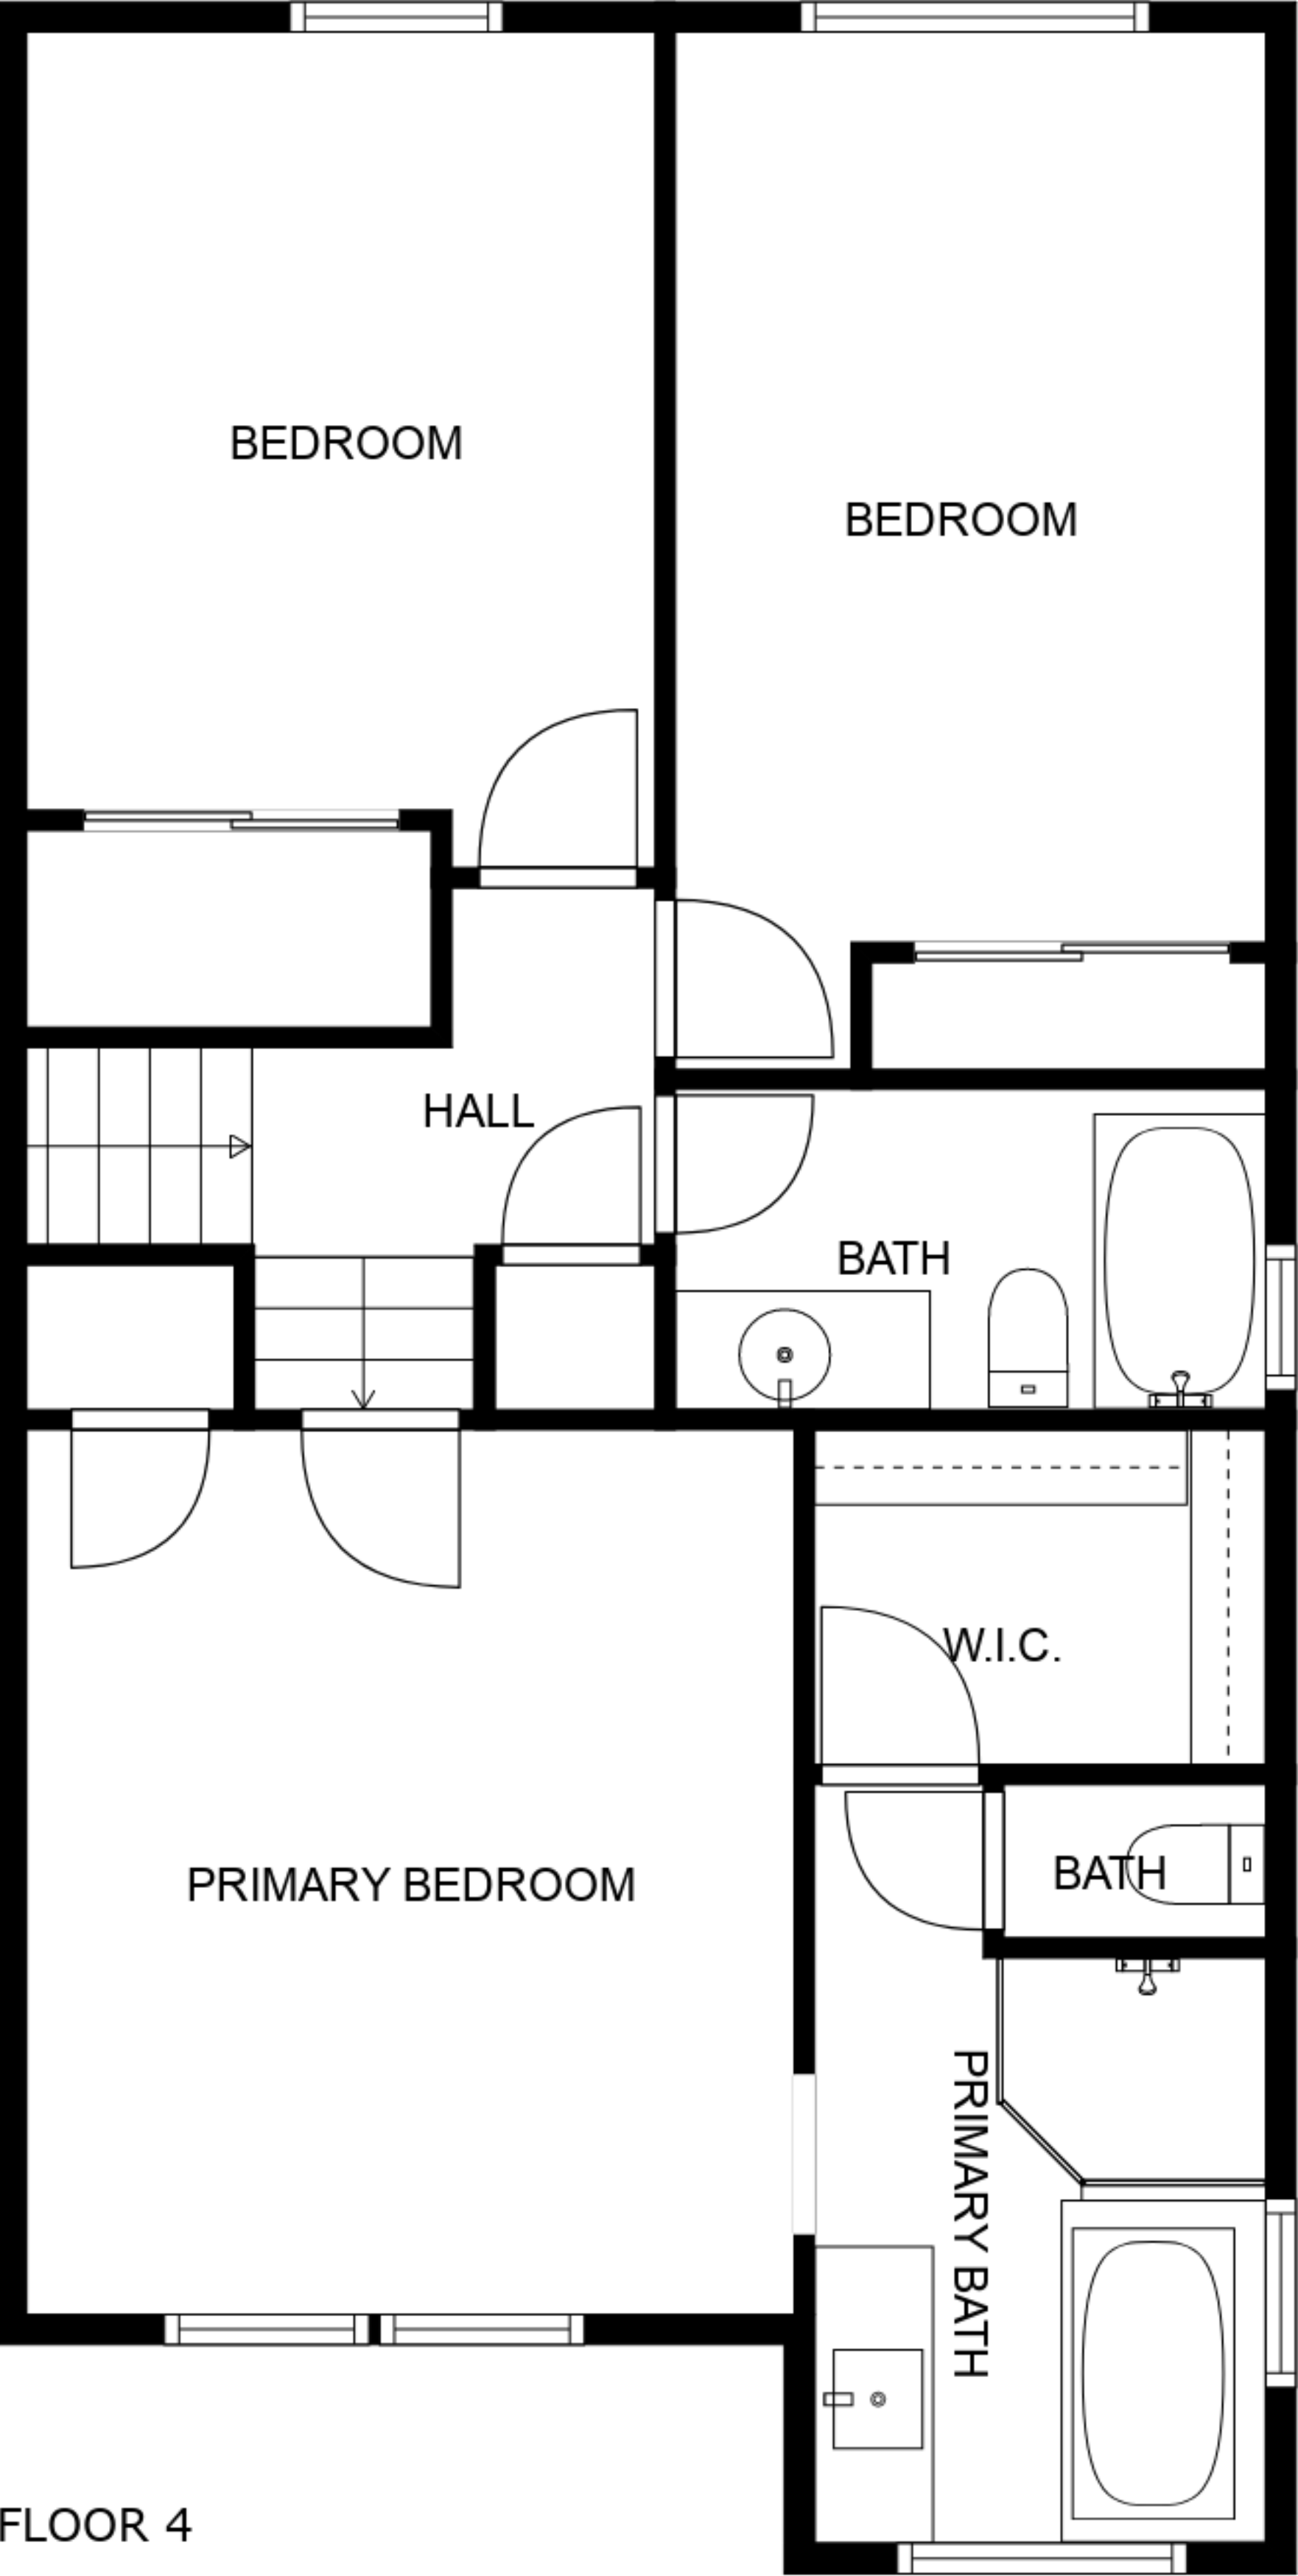 BEDROOM
BEDROOM
HALL
BATH
W.I.C.
BATH
PRIMARY BEDROOM
PRIMARY BATH
FLOOR 4